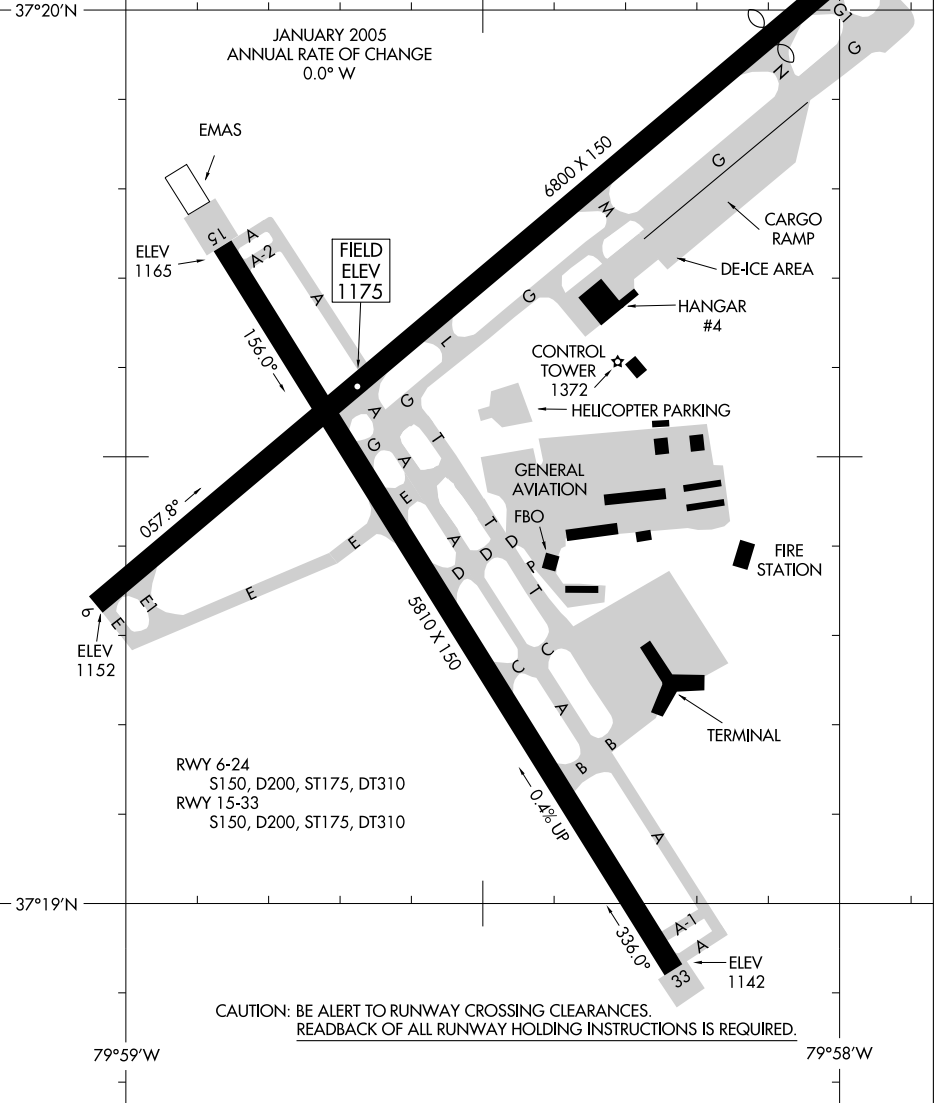 37°20'N
JANUARY 2005
ANNUAL RATE OF CHANGE
0.0° W
G1
G
N
EMAS
6800 X 150
G
M
CARGO
RAMP
15
A
A-2
ELEV
1165
FIELD
ELEV
1175
DE-ICE AREA
A
G
HANGAR
#4
156.0°
L
CONTROL
TOWER
1372
A
G
HELICOPTER PARKING
G
T
A
E
GENERAL
AVIATION
057.8°
FBO
T
E
A
D
D
D
P
T
FIRE
STATION
E
E1
E
9
5810 X 150
ELEV
1152
C
C
A
TERMINAL
B
B
RWY 6-24
S150, D200, ST175, DT310
RWY 15-33
S150, D200, ST175, DT310
0.4% UP
A
37°19'N
A-1
A
336.0°
33
ELEV
1142
CAUTION: BE ALERT TO RUNWAY CROSSING CLEARANCES.
READBACK OF ALL RUNWAY HOLDING INSTRUCTIONS IS REQUIRED.
79°59'W
79°58'W